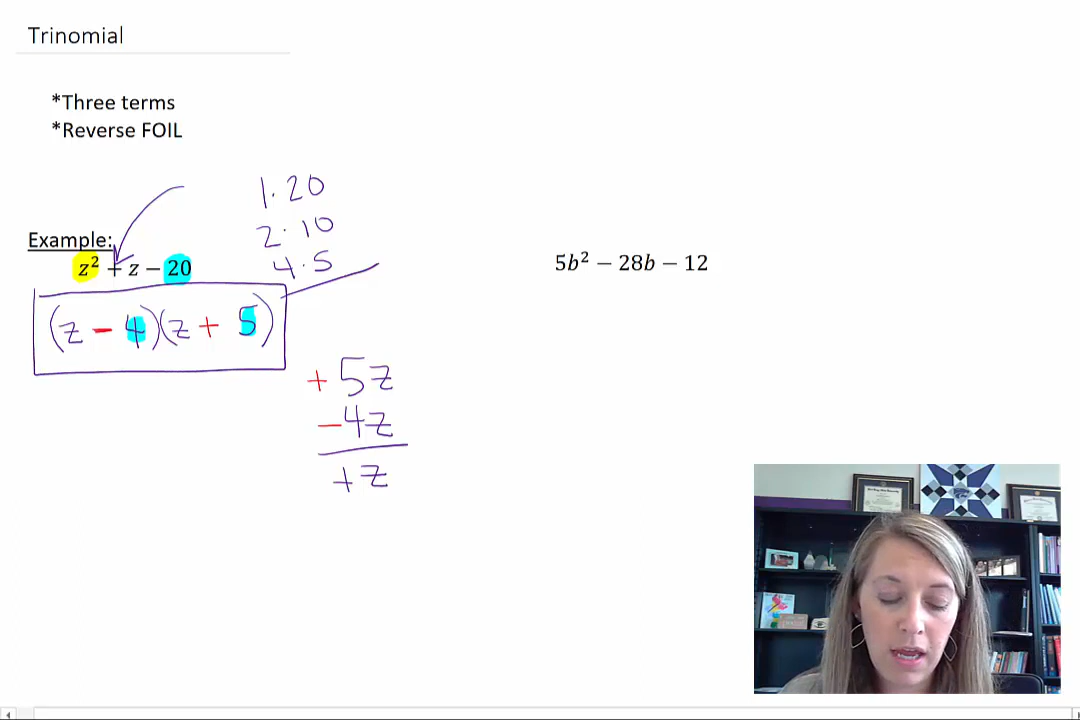 Trinomial
*Three terms
*Reverse FOIL
1·20
2·10
4·5
Example:
z² + z − 20
(z − 4)(z + 5)
+ 5z
− 4z
+ z
5b² − 28b − 12